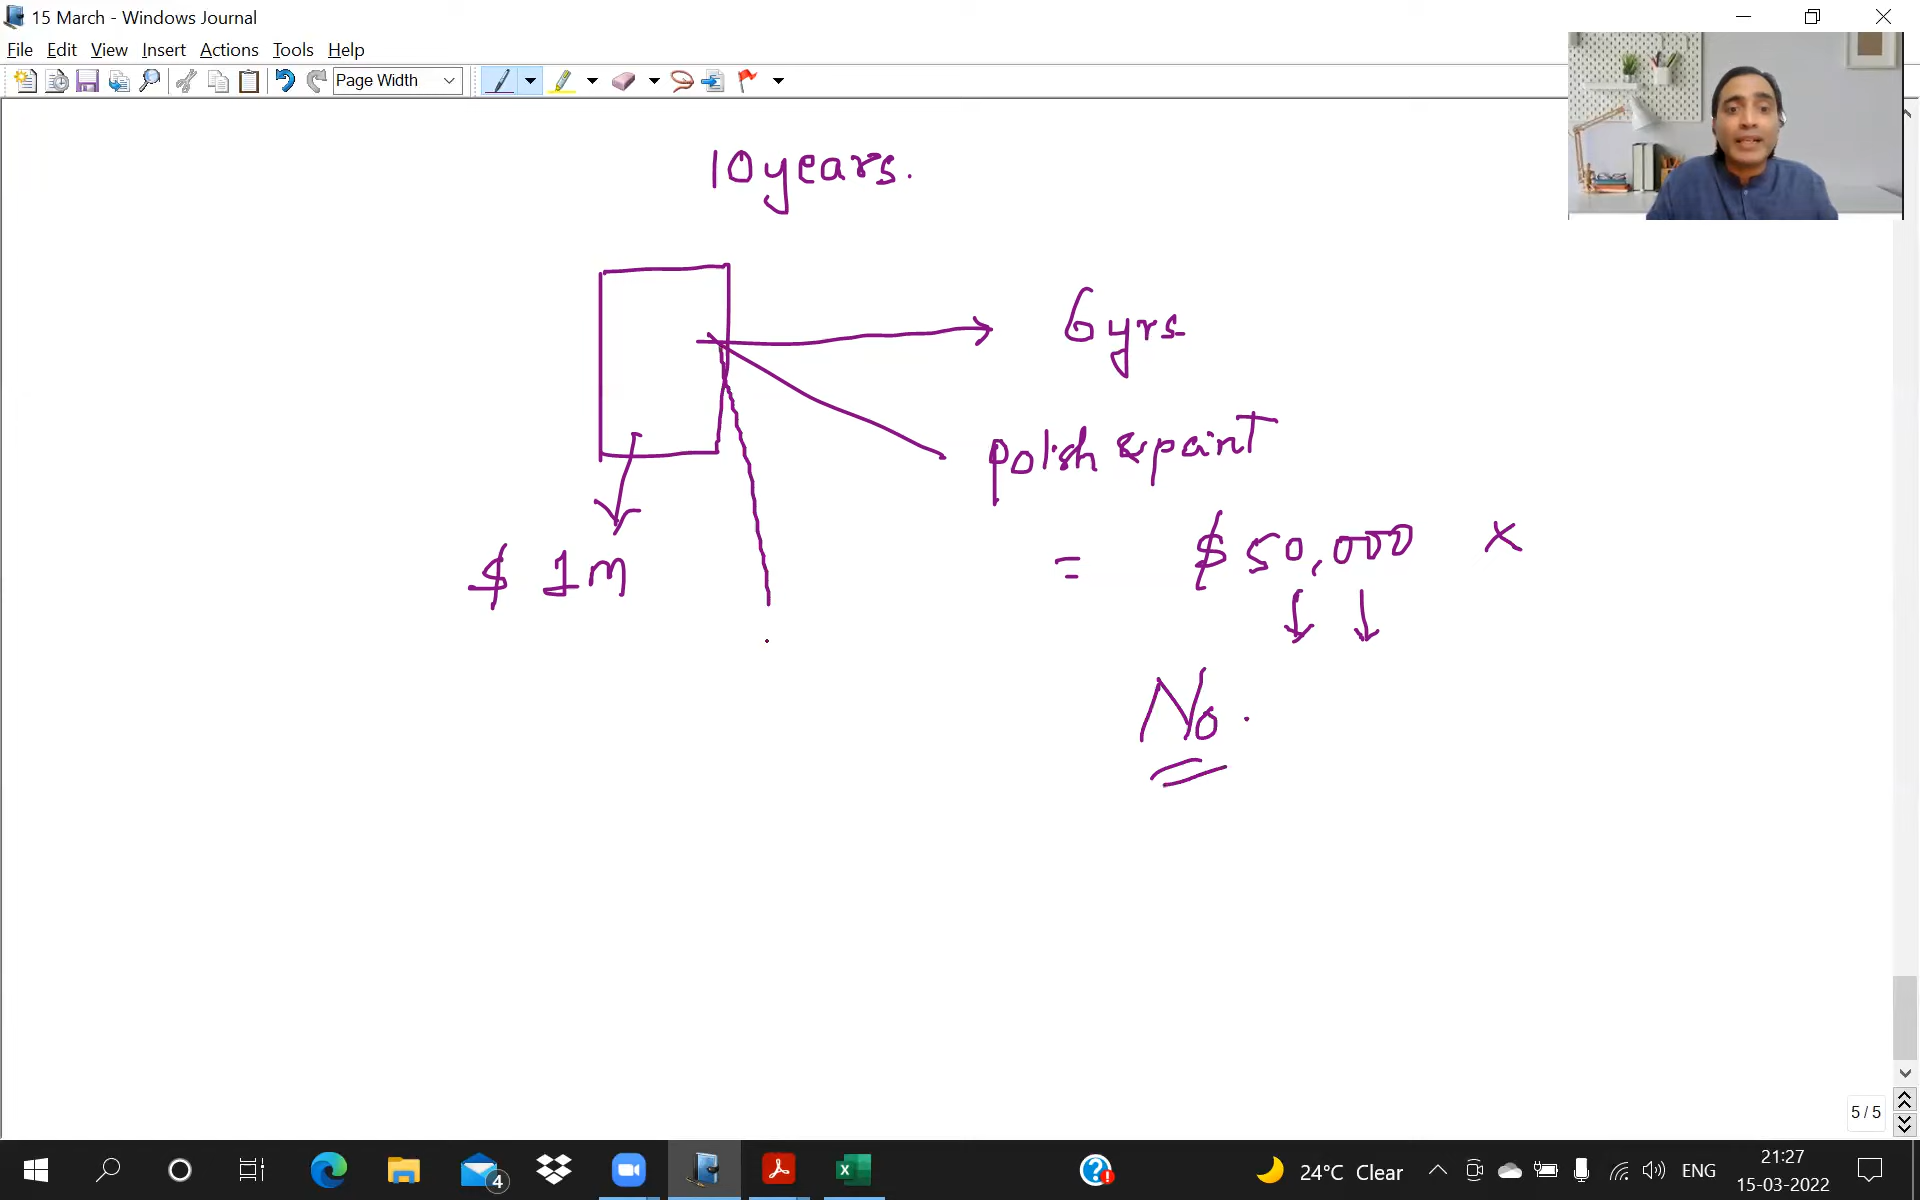 15 March - Windows Journal
File Edit View Insert Actions Tools Help
Page Width
10 years.
6 yrs
polish & paint
= $ 50,000 ×
$ 1m
No.
5 / 5
4
24°C Clear
ENG
21:27
15-03-2022